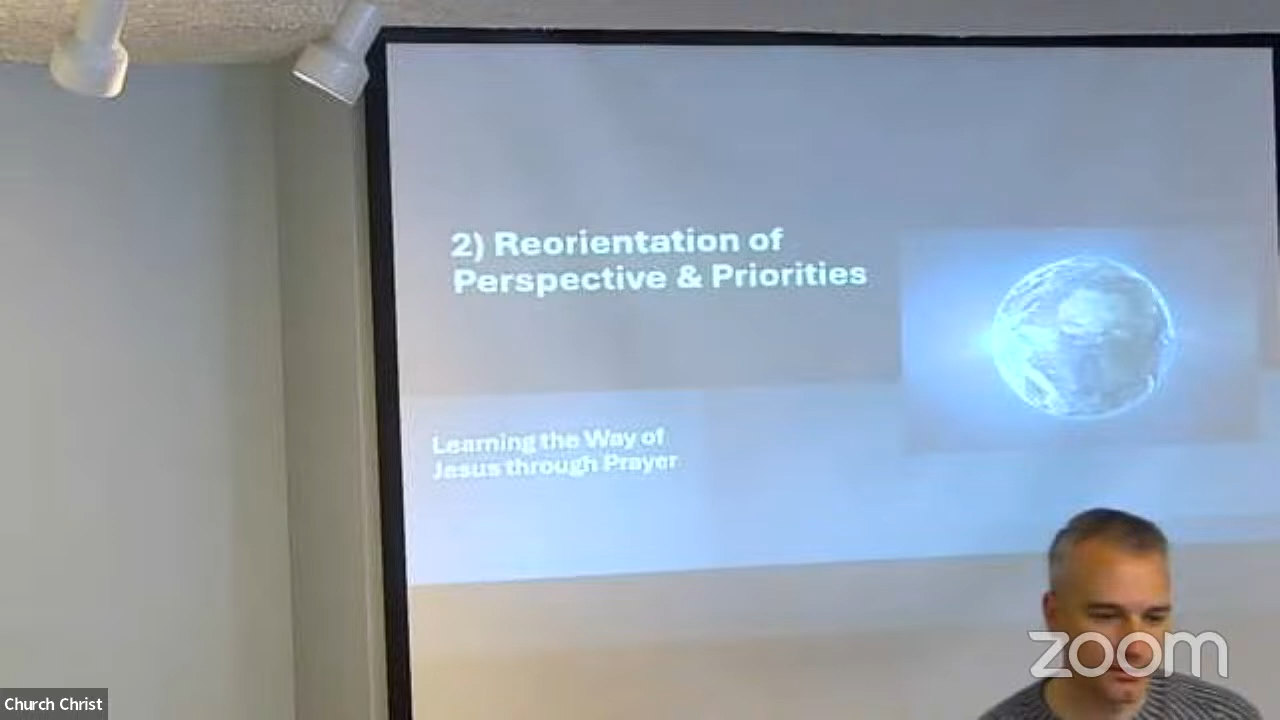 2) Reorientation of
Perspective & Priorities
Learning the Way of
Jesus through Prayer
zoom
Church Christ